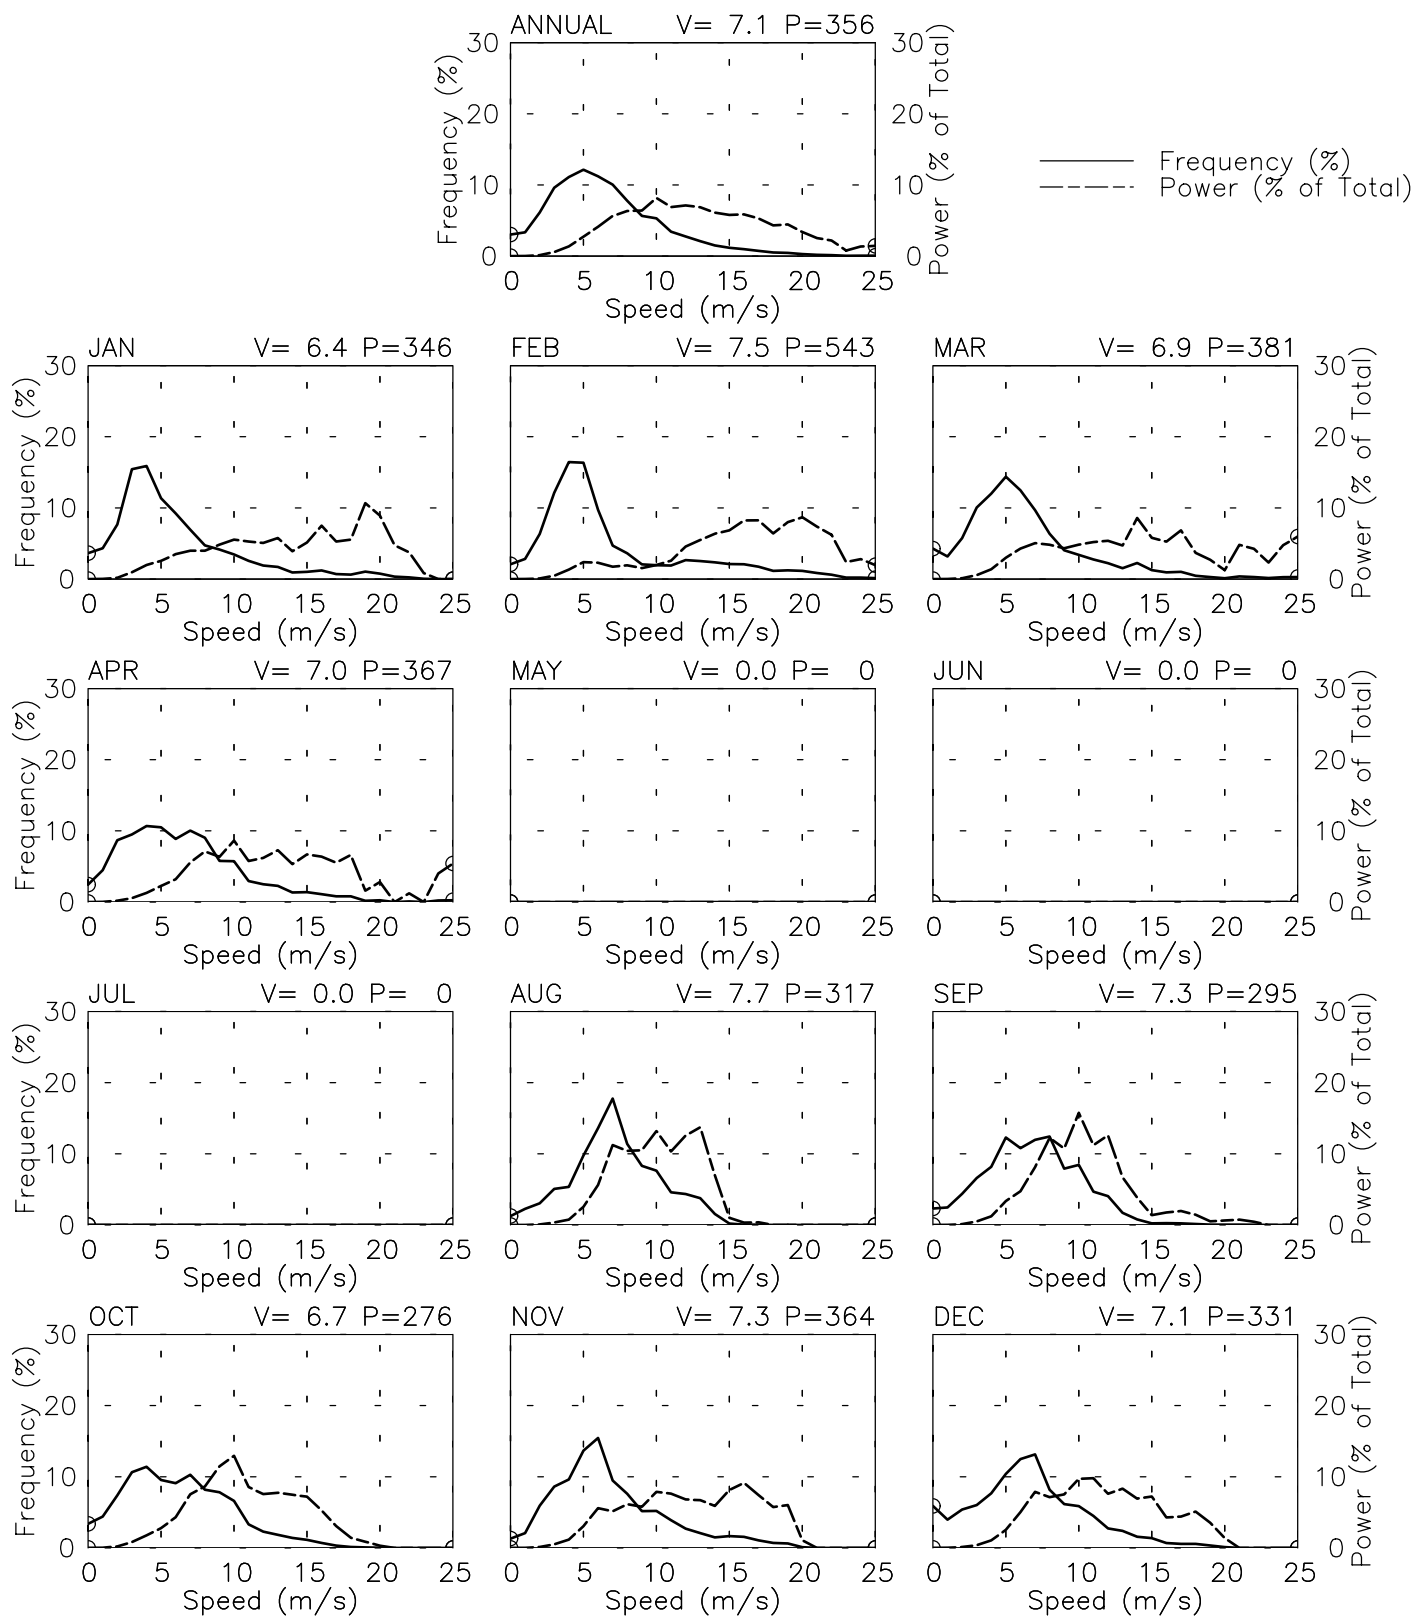 ANNUAL V= 7.1 P=356
30 30
20 20
10 10
0 0
Frequency (%)
Power (% of Total)
0 5 10 15 20 25
Speed (m/s)
Frequency (%)
Power (% of Total)
JAN V= 6.4 P=346
FEB V= 7.5 P=543
MAR V= 6.9 P=381
30 30
20 20
10 10
0 0
Frequency (%)
Power (% of Total)
0 5 10 15 20 25
0 5 10 15 20 25
0 5 10 15 20 25
Speed (m/s)
Speed (m/s)
Speed (m/s)
APR V= 7.0 P=367
MAY V= 0.0 P= 0
JUN V= 0.0 P= 0
30 30
20 20
10 10
0 0
Frequency (%)
Power (% of Total)
0 5 10 15 20 25
0 5 10 15 20 25
0 5 10 15 20 25
Speed (m/s)
Speed (m/s)
Speed (m/s)
JUL V= 0.0 P= 0
AUG V= 7.7 P=317
SEP V= 7.3 P=295
30 30
20 20
10 10
0 0
Frequency (%)
Power (% of Total)
0 5 10 15 20 25
0 5 10 15 20 25
0 5 10 15 20 25
Speed (m/s)
Speed (m/s)
Speed (m/s)
OCT V= 6.7 P=276
NOV V= 7.3 P=364
DEC V= 7.1 P=331
30 30
20 20
10 10
0 0
Frequency (%)
Power (% of Total)
0 5 10 15 20 25
0 5 10 15 20 25
0 5 10 15 20 25
Speed (m/s)
Speed (m/s)
Speed (m/s)